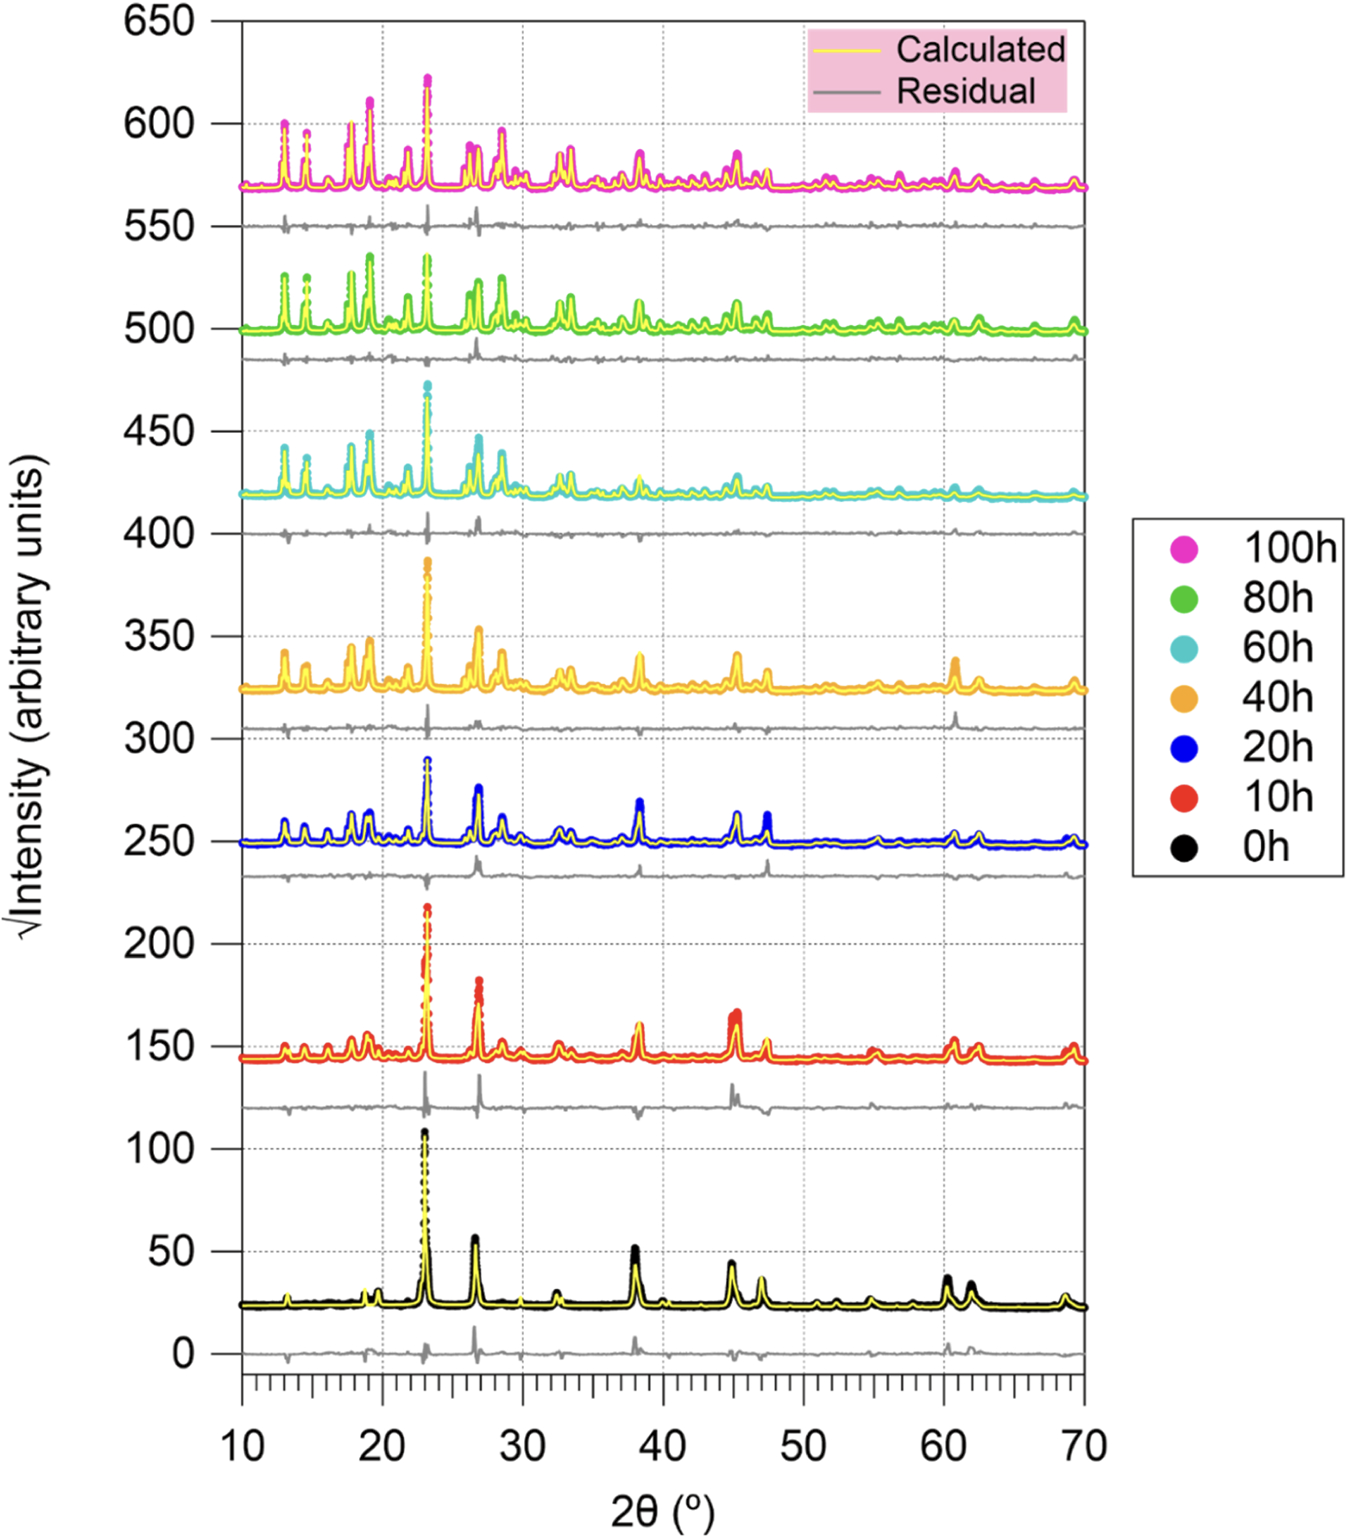 650
600
550
500
450
400
350
300
250
200
150
100
50
0
√Intensity (arbitrary units)
Calculated
Residual
100h
80h
60h
40h
20h
10h
0h
10 20 30 40 50 60 70
2θ (º)